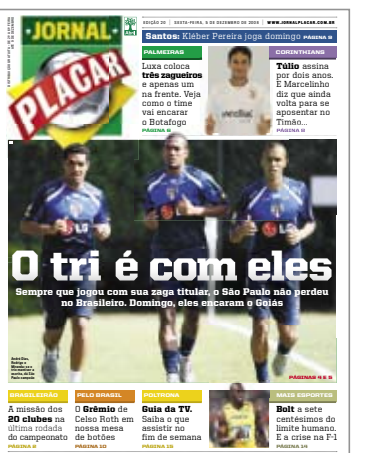 JORNAL
PLACAR
EDIÇÃO 26 | SEXTA-FEIRA, 5 DE DEZEMBRO DE 2008 | WWW.JORNALPLACAR.COM.BR
Santos: Kléber Pereira joga domingo PÁGINA 8
PALMEIRAS
Luxa coloca
três zagueiros
e apenas um
na frente. Veja
como o time
vai encarar
o Botafogo
PÁGINA 6
CORINTHIANS
Túlio assina
por dois anos.
E Marcelinho
diz que ainda
volta para se
aposentar no
Timão...
PÁGINA 8
LG
LG
LG
O tri é com eles
Sempre que jogou com sua zaga titular, o São Paulo não perdeu
no Brasileiro. Domingo, eles encaram o Goiás
PÁGINAS 4 E 5
BRASILEIRÃO
A missão dos
20 clubes na
última rodada
do campeonato
PÁGINA 2
PELO BRASIL
O Grêmio de
Celso Roth em
nossa mesa
de botões
PÁGINA 10
POLTRONA
Guia da TV.
Saiba o que
assistir no
fim de semana
PÁGINA 15
MAIS ESPORTES
Bolt a sete
centésimos do
limite humano.
E a crise na F-1
PÁGINA 14